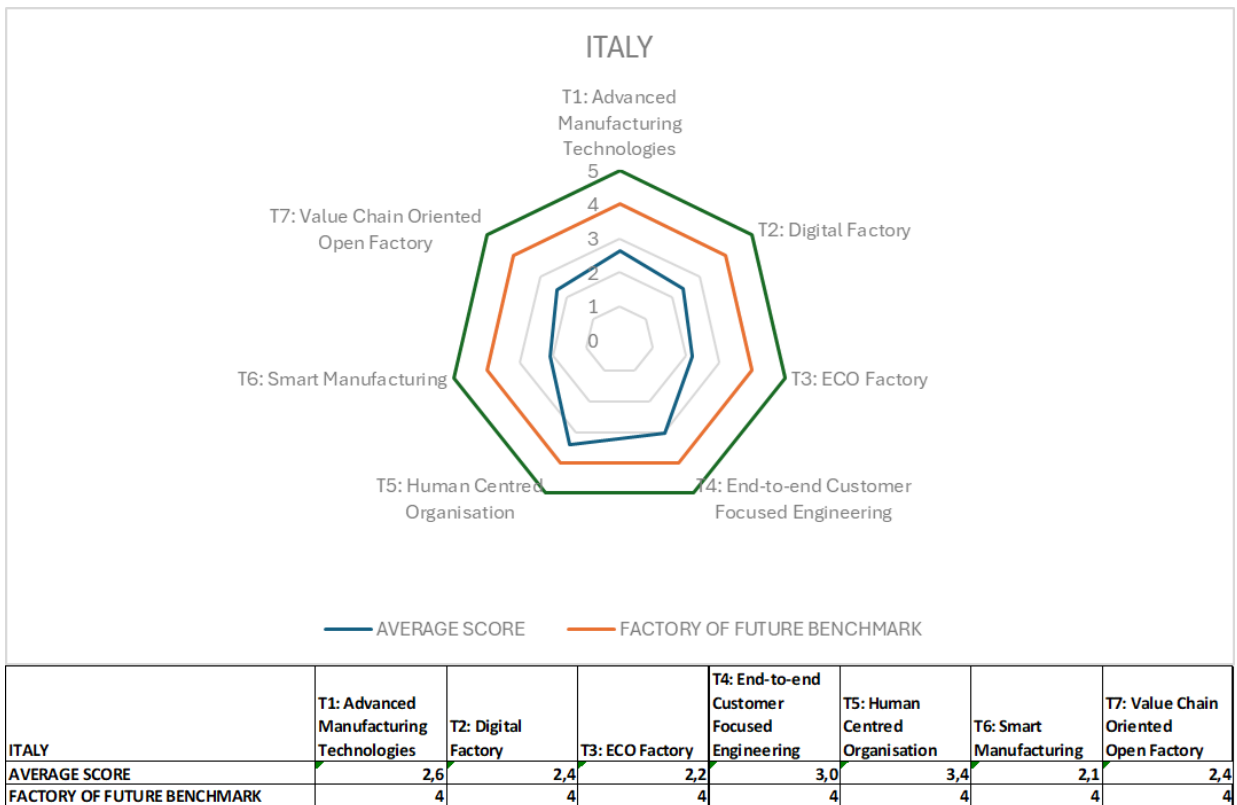 ITALY
T1: Advanced
Manufacturing
Technologies
5
4
3
2
1
0
T2: Digital Factory
T3: ECO Factory
T4: End-to-end Customer
Focused Engineering
T5: Human Centred
Organisation
T6: Smart Manufacturing
T7: Value Chain Oriented
Open Factory
AVERAGE SCORE
FACTORY OF FUTURE BENCHMARK
ITALY
T1: Advanced
Manufacturing
Technologies
T2: Digital
Factory
T3: ECO Factory
T4: End-to-end
Customer
Focused
Engineering
T5: Human
Centred
Organisation
T6: Smart
Manufacturing
T7: Value Chain
Oriented
Open Factory
AVERAGE SCORE 2,6 2,4 2,2 3,0 3,4 2,1 2,4
FACTORY OF FUTURE BENCHMARK 4 4 4 4 4 4 4